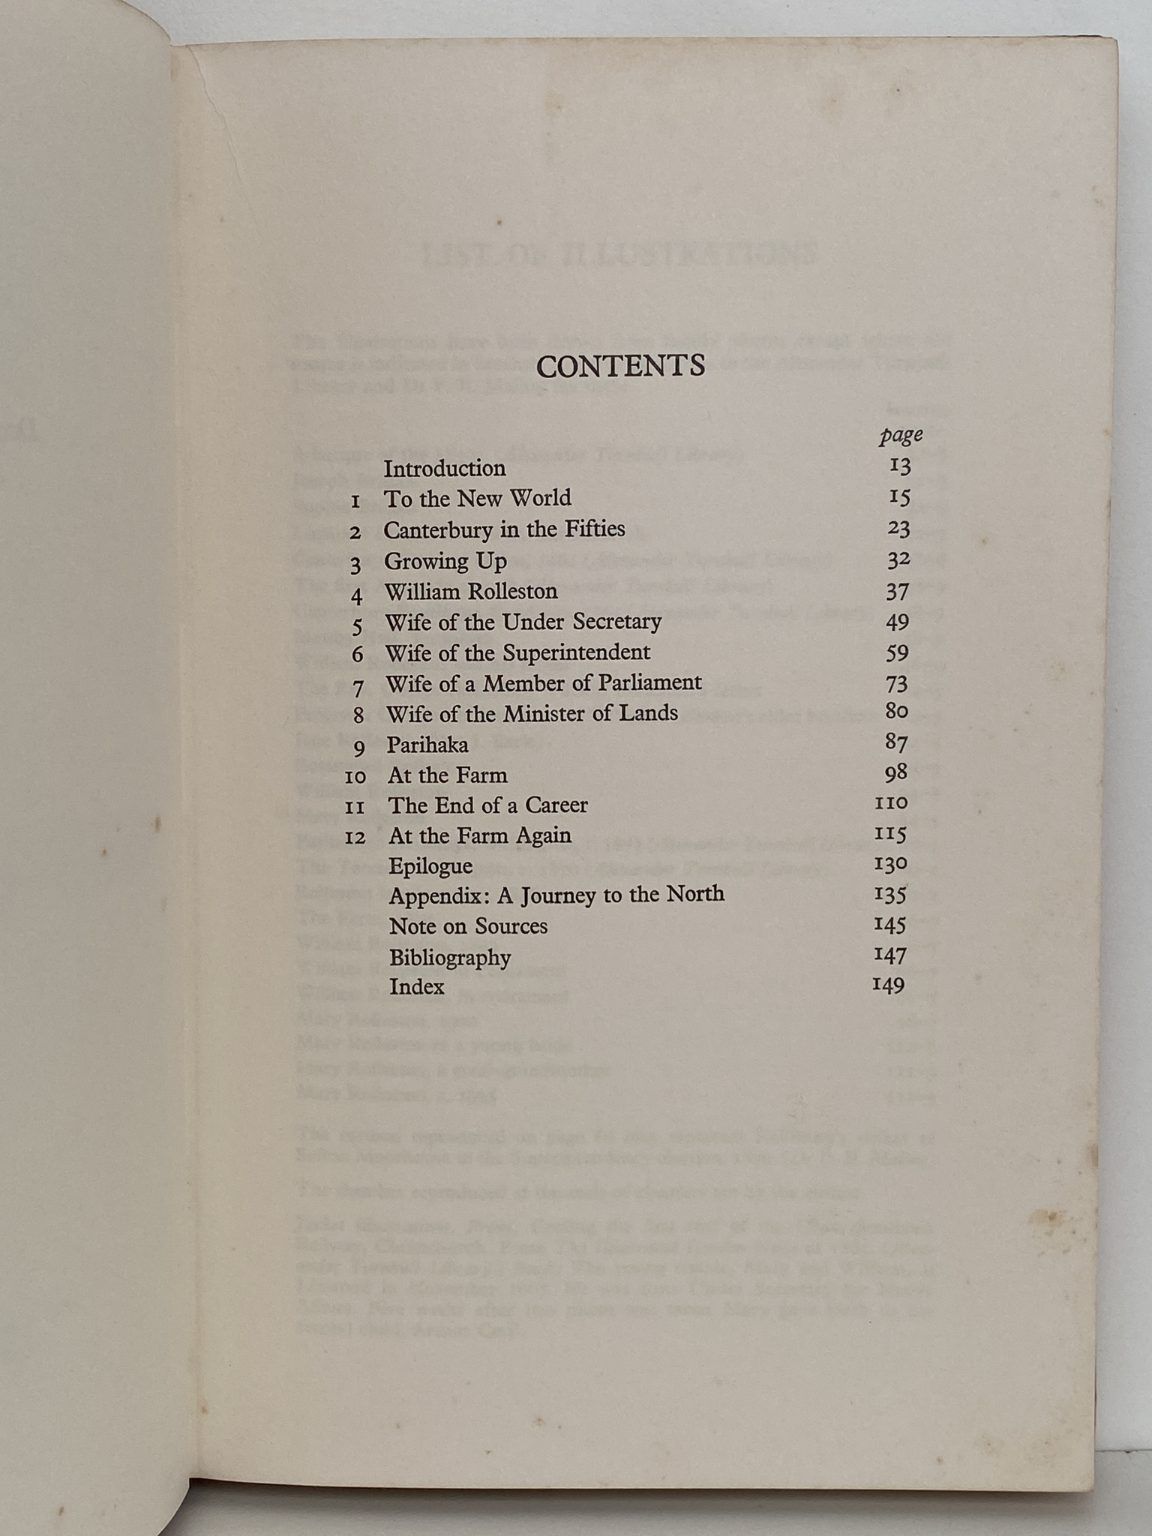 CONTENTS
page
Introduction 13
1 To the New World 15
2 Canterbury in the Fifties 23
3 Growing Up 32
4 William Rolleston 37
5 Wife of the Under Secretary 49
6 Wife of the Superintendent 59
7 Wife of a Member of Parliament 73
8 Wife of the Minister of Lands 80
9 Parihaka 87
10 At the Farm 98
11 The End of a Career 110
12 At the Farm Again 115
Epilogue 130
Appendix: A Journey to the North 135
Note on Sources 145
Bibliography 147
Index 149